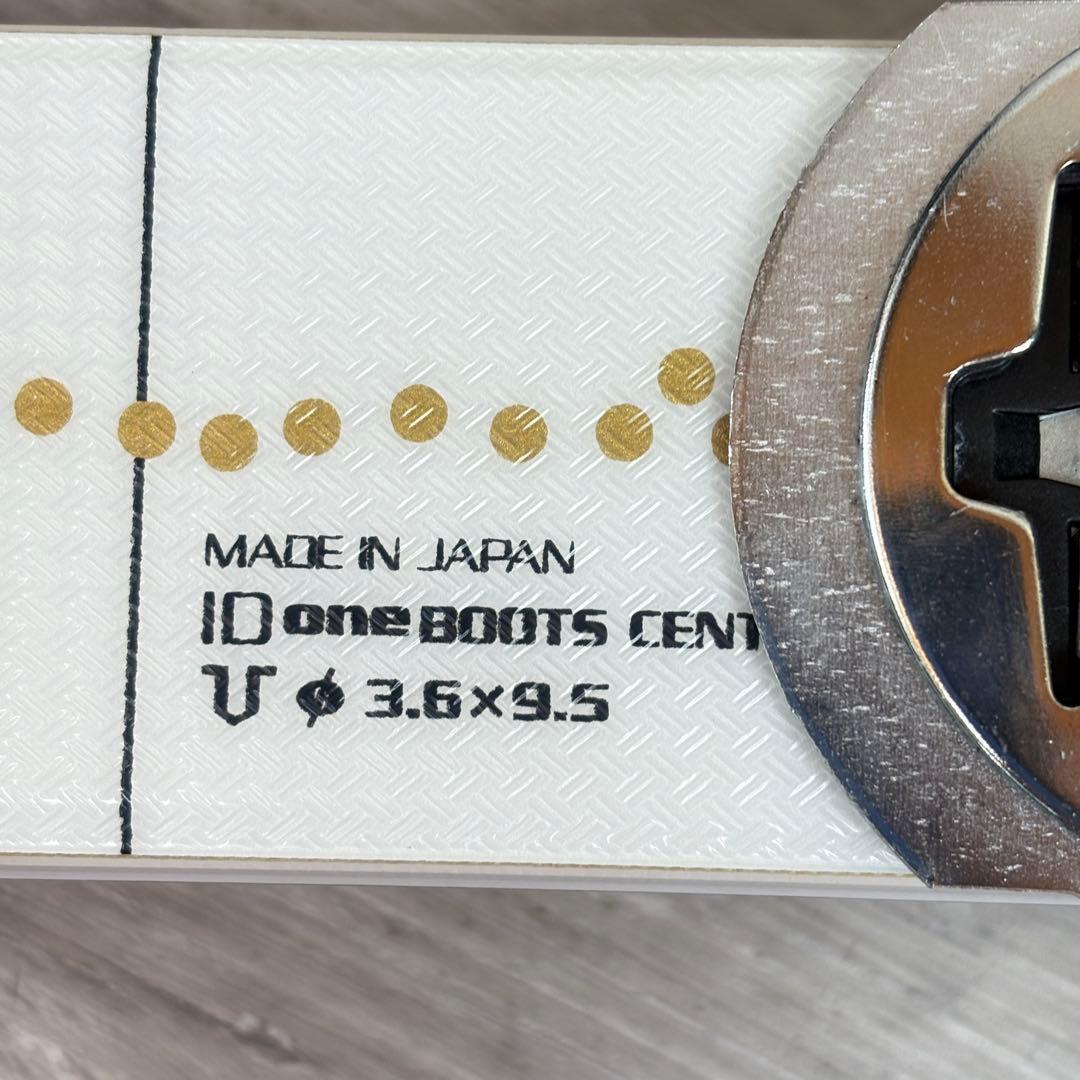 MADE IN JAPAN
ID one BOOTS CENT
ϕ 3.6×9.5